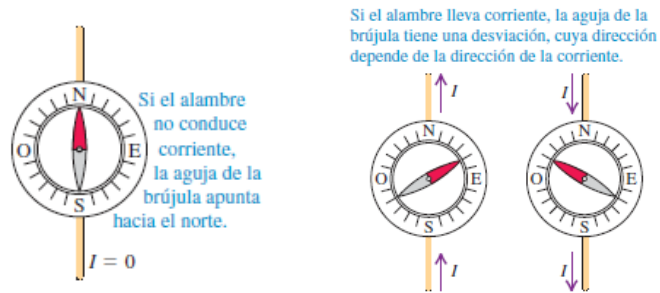 N
O
E
S
Si el alambre
no conduce
corriente,
la aguja de la
brújula apunta
hacia el norte.
I = 0
Si el alambre lleva corriente, la aguja de la
brújula tiene una desviación, cuya dirección
depende de la dirección de la corriente.
I
N
O
E
S
I
I
N
O
E
S
I